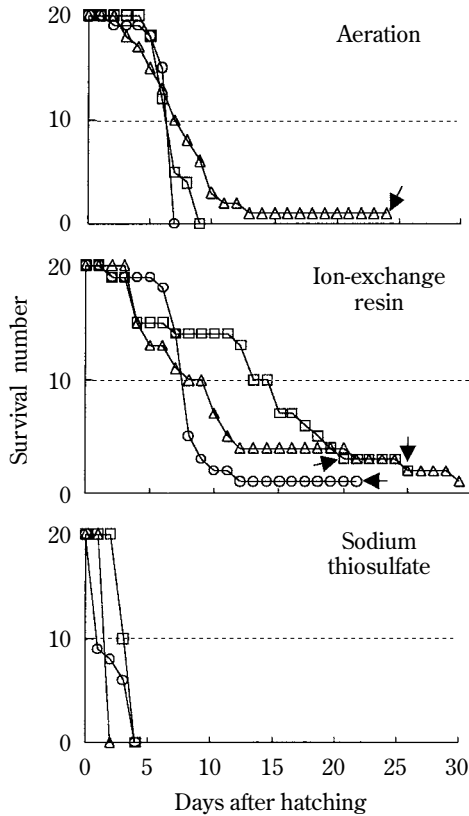 20
Aeration
10
0
20
Ion-exchange
resin
10
0
Survival number
20
Sodium
thiosulfate
10
0
0 5 10 15 20 25 30
Days after hatching